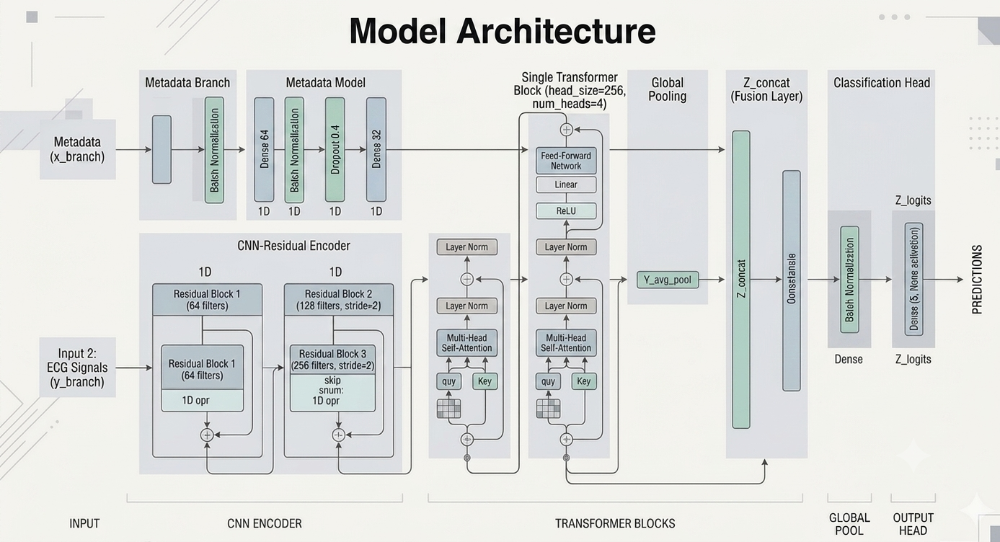 Model Architecture
Metadata Branch
Metadata Model
Single Transformer
Block (head_size=256,
num_heads=4)
Global
Pooling
Z_concat
(Fusion Layer)
Classification Head
Metadata
(x_branch)
Batch Normalization
Dense 64
Batch Normalization
Dropout 0.4
Dense 32
1D
1D
1D
1D
Feed-Forward
Network
Linear
ReLU
Layer Norm
Z_logits
CNN-Residual Encoder
1D
1D
Residual Block 1
(64 filters)
Residual Block 2
(128 filters, stride=2)
Residual Block 1
(64 filters)
1D opr
Residual Block 3
(256 filters, stride=2)
skip
snum:
1D opr
Input 2:
ECG Signals
(y_branch)
Layer Norm
Layer Norm
Multi-Head
Self-Attention
quy
Key
Layer Norm
Multi-Head
Self-Attention
quy
Key
Y_avg_pool
Z_concat
Batch Normalization
Dense (5, None activation)
Dense
Z_logits
PREDICTIONS
INPUT
CNN ENCODER
TRANSFORMER BLOCKS
GLOBAL
POOL
OUTPUT
HEAD